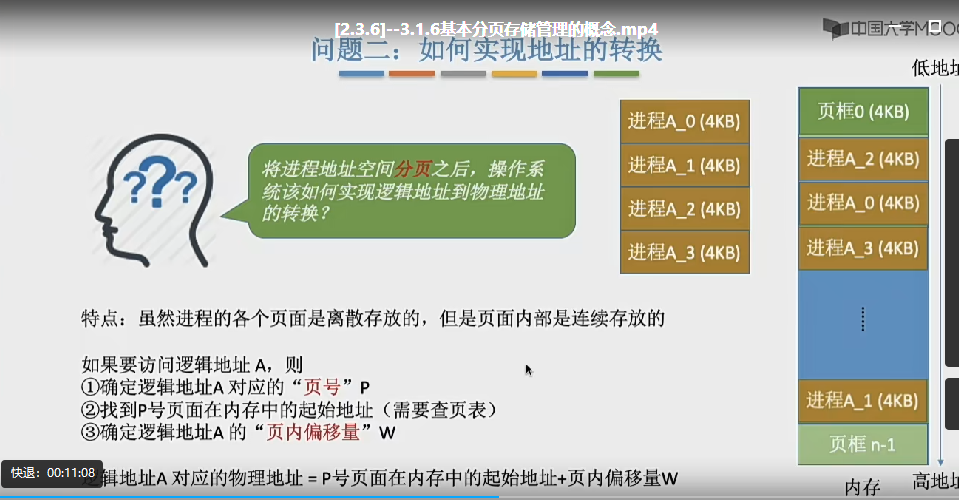 [2.3.6]--3.1.6基本分页存储管理的概念.mp4
中国大学MOO
问题二：如何实现地址的转换
低地址
将进程地址空间分页之后，操作系
统该如何实现逻辑地址到物理地址
的转换？
进程A_0 (4KB)
进程A_1 (4KB)
进程A_2 (4KB)
进程A_3 (4KB)
页框0 (4KB)
进程A_2 (4KB)
进程A_0 (4KB)
进程A_3 (4KB)
进程A_1 (4KB)
页框 n-1
内存
高地址
特点：虽然进程的各个页面是离散存放的，但是页面内部是连续存放的
如果要访问逻辑地址 A，则
①确定逻辑地址A 对应的“页号”P
②找到P号页面在内存中的起始地址（需要查页表）
③确定逻辑地址A 的“页内偏移量”W
快退：00:11:08
逻辑地址A 对应的物理地址 = P号页面在内存中的起始地址+页内偏移量W